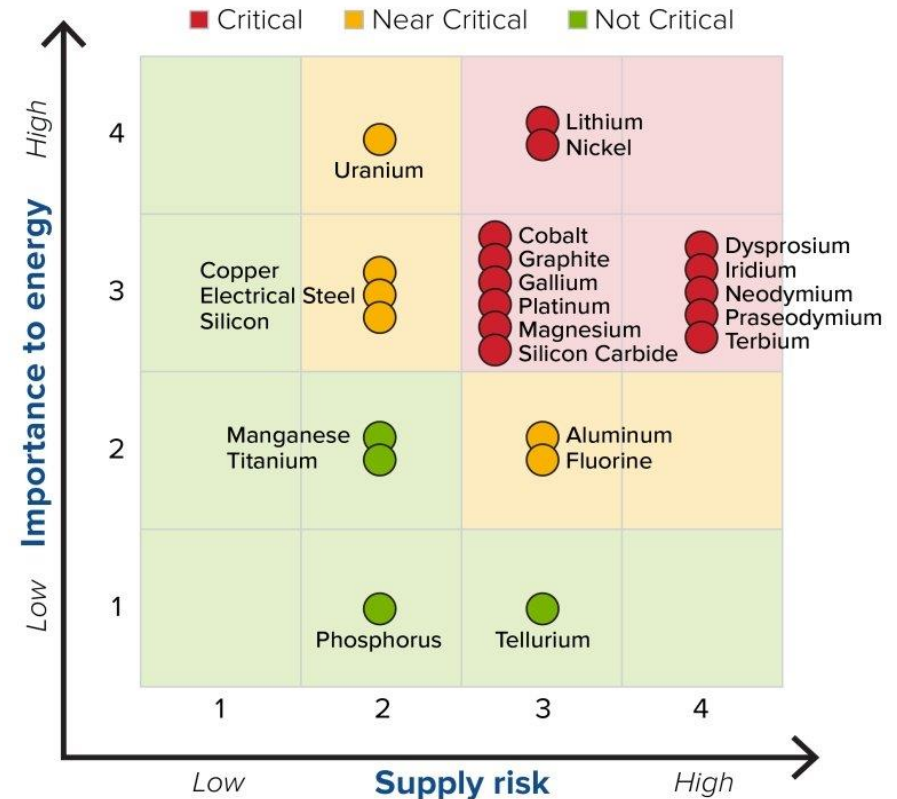 Critical Near Critical Not Critical
High
4
Lithium
Nickel
Uranium
Importance to energy
3
Copper
Electrical Steel
Silicon
Cobalt
Graphite
Gallium
Platinum
Magnesium
Silicon Carbide
Dysprosium
Iridium
Neodymium
Praseodymium
Terbium
2
Manganese
Titanium
Aluminum
Fluorine
Low
1
Phosphorus
Tellurium
1 2 3 4
Low Supply risk High